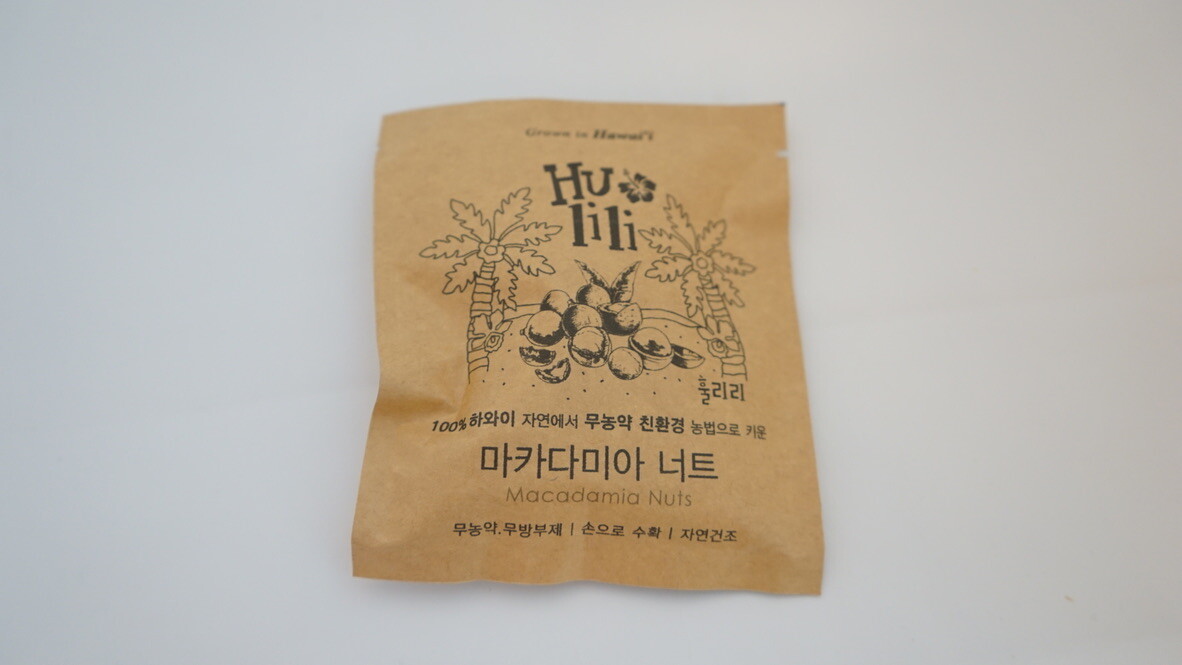 Grown in Hawai'i
Hu
lili
훌리리
100% 하와이 자연에서 무농약 친환경 농법으로 키운
마카다미아 너트
Macadamia Nuts
무농약.무방부제 | 손으로 수확 | 자연건조